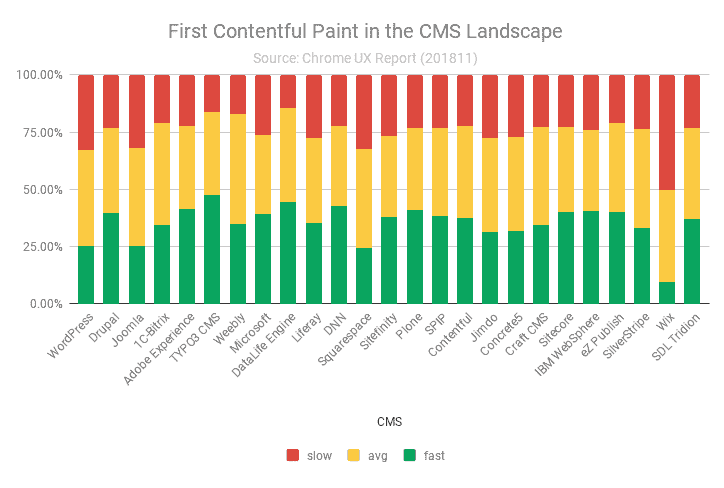 First Contentful Paint in the CMS Landscape
Source: Chrome UX Report (201811)
100.00%
75.00%
50.00%
25.00%
0.00%
WordPress
Drupal
Joomla
1C-Bitrix
Adobe Experience
TYPO3 CMS
Weebly
Microsoft
DataLife Engine
Liferay
DNN
Squarespace
Sitefinity
Plone
SPIP
Contentful
Jimdo
Concrete5
Craft CMS
Sitecore
IBM WebSphere
eZ Publish
SilverStripe
Wix
SDL Tridion
CMS
slow avg fast